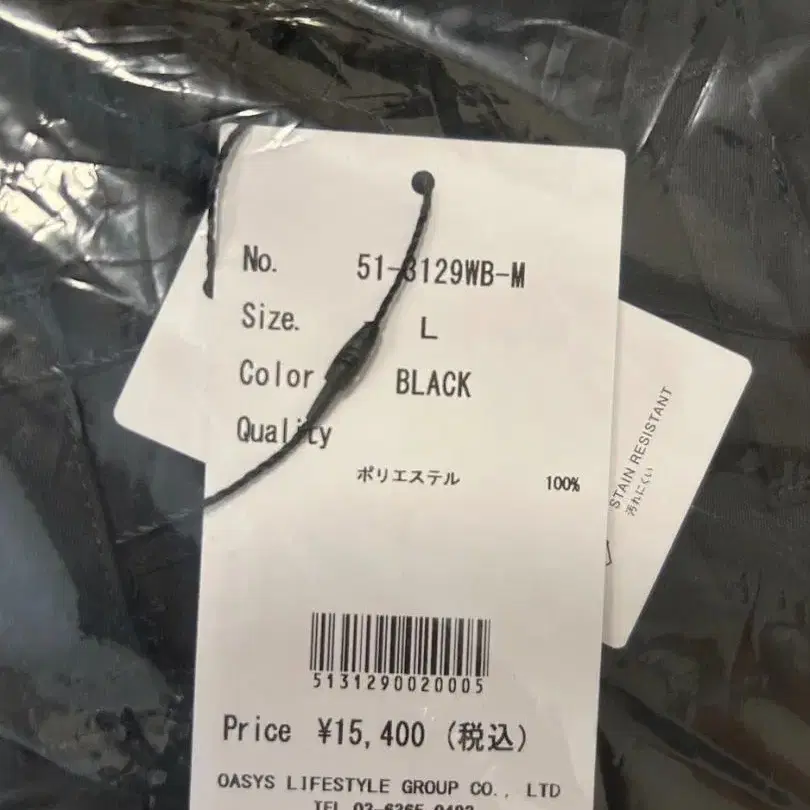 No. 51-3129WB-M
Size. L
Color BLACK
Quality
ポリエステル 100%
STAIN RESISTANT
汚れにくい
5131290020005
Price ¥15,400 (税込)
OASYS LIFESTYLE GROUP CO., LTD